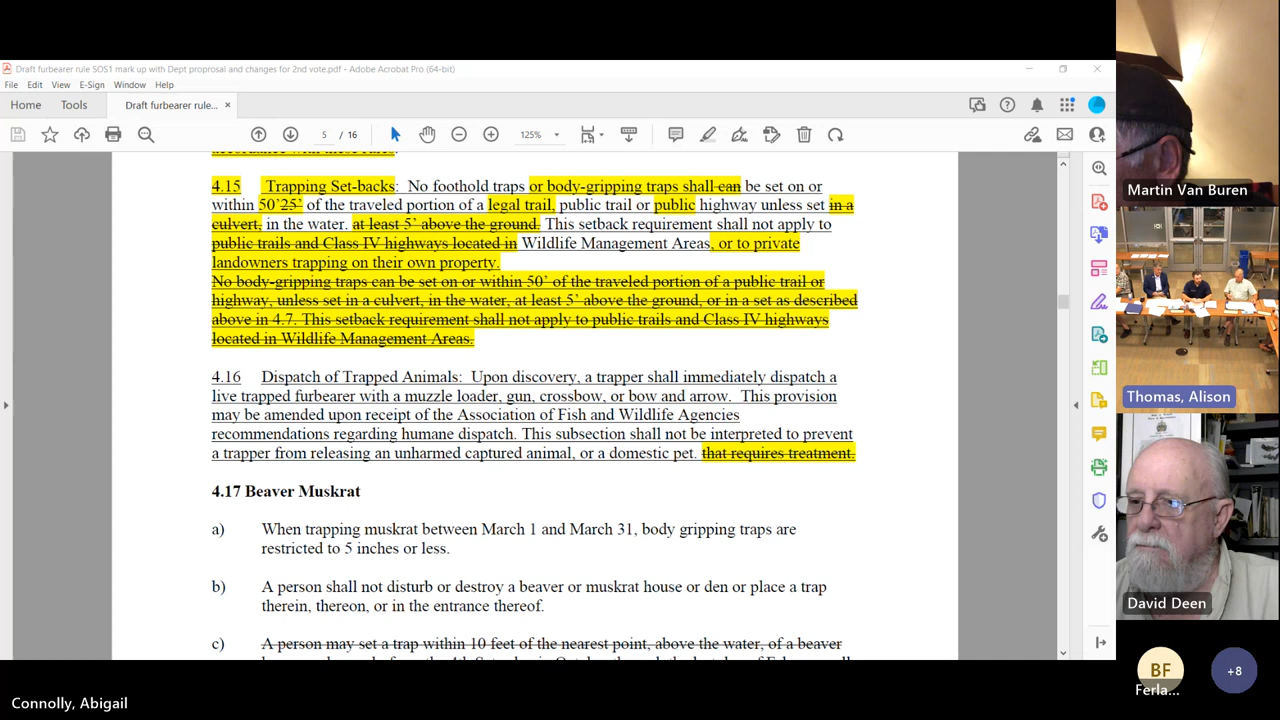 Draft furbearer rule SOS1 mark up with Dept proprosal and changes for 2nd vote.pdf - Adobe Acrobat Pro (64-bit)
File Edit View E-Sign Window Help
Home Tools Draft furbearer rule... ×
5 / 16 125%
accordance with these rules.
4.15 Trapping Set-backs: No foothold traps or body-gripping traps shall can be set on or
within 50’25’ of the traveled portion of a legal trail, public trail or public highway unless set in a
culvert, in the water. at least 5’ above the ground. This setback requirement shall not apply to
public trails and Class IV highways located in Wildlife Management Areas, or to private
landowners trapping on their own property.
No body-gripping traps can be set on or within 50’ of the traveled portion of a public trail or
highway, unless set in a culvert, in the water, at least 5’ above the ground, or in a set as described
above in 4.7. This setback requirement shall not apply to public trails and Class IV highways
located in Wildlife Management Areas.
4.16 Dispatch of Trapped Animals: Upon discovery, a trapper shall immediately dispatch a
live trapped furbearer with a muzzle loader, gun, crossbow, or bow and arrow. This provision
may be amended upon receipt of the Association of Fish and Wildlife Agencies
recommendations regarding humane dispatch. This subsection shall not be interpreted to prevent
a trapper from releasing an unharmed captured animal, or a domestic pet. that requires treatment.
4.17 Beaver Muskrat
a) When trapping muskrat between March 1 and March 31, body gripping traps are
restricted to 5 inches or less.
b) A person shall not disturb or destroy a beaver or muskrat house or den or place a trap
therein, thereon, or in the entrance thereof.
c) A person may set a trap within 10 feet of the nearest point, above the water, of a beaver
Martin Van Buren
Thomas, Alison
David Deen
BF
Ferla...
+8
Connolly, Abigail